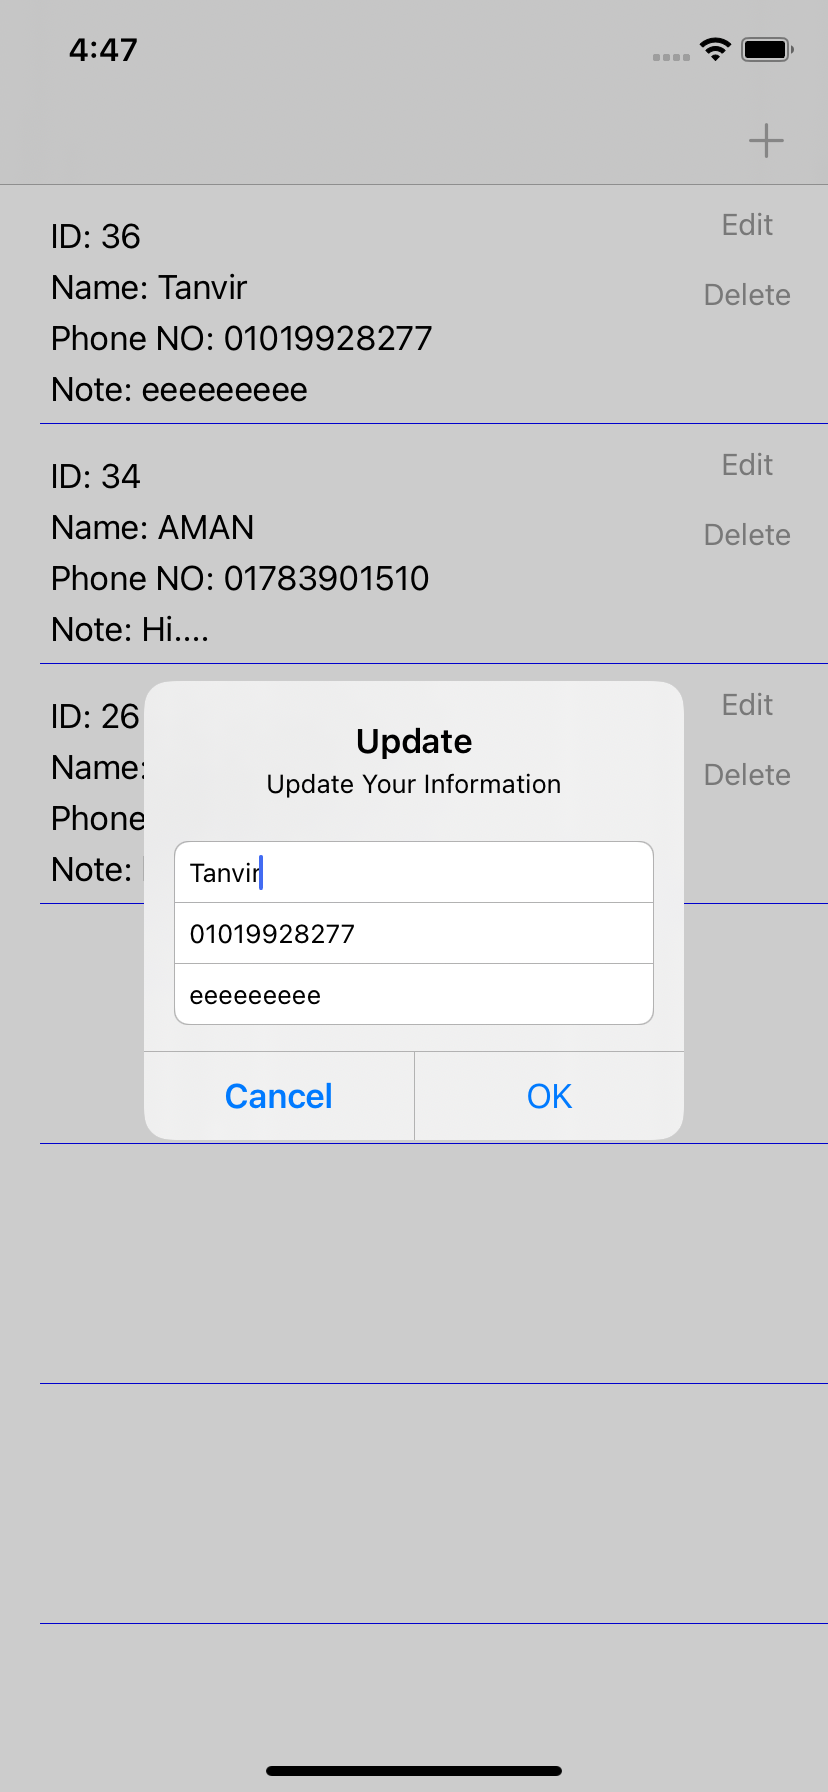 4:47
ID: 36
Edit
Name: Tanvir
Delete
Phone NO: 01019928277
Note: eeeeeeeee
ID: 34
Edit
Name: AMAN
Delete
Phone NO: 01783901510
Note: Hi....
ID: 26
Edit
Name:
Delete
Phone
Note:
Update
Update Your Information
Tanvir
01019928277
eeeeeeeee
Cancel
OK